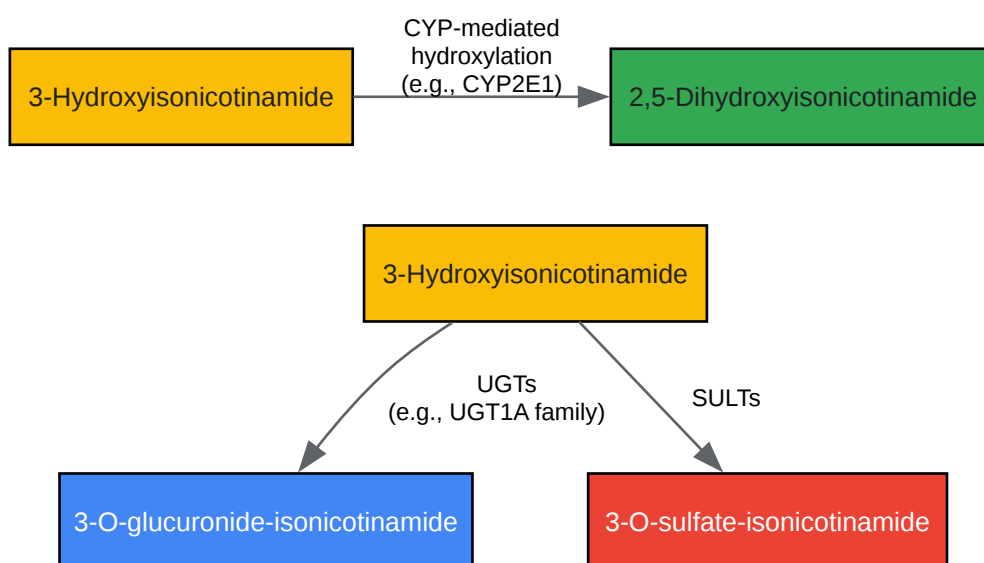 CYP-mediated
hydroxylation
(e.g., CYP2E1)
3-Hydroxyisonicotinamide
2,5-Dihydroxyisonicotinamide
3-Hydroxyisonicotinamide
UGTs
(e.g., UGT1A family)
SULTs
3-O-glucuronide-isonicotinamide
3-O-sulfate-isonicotinamide